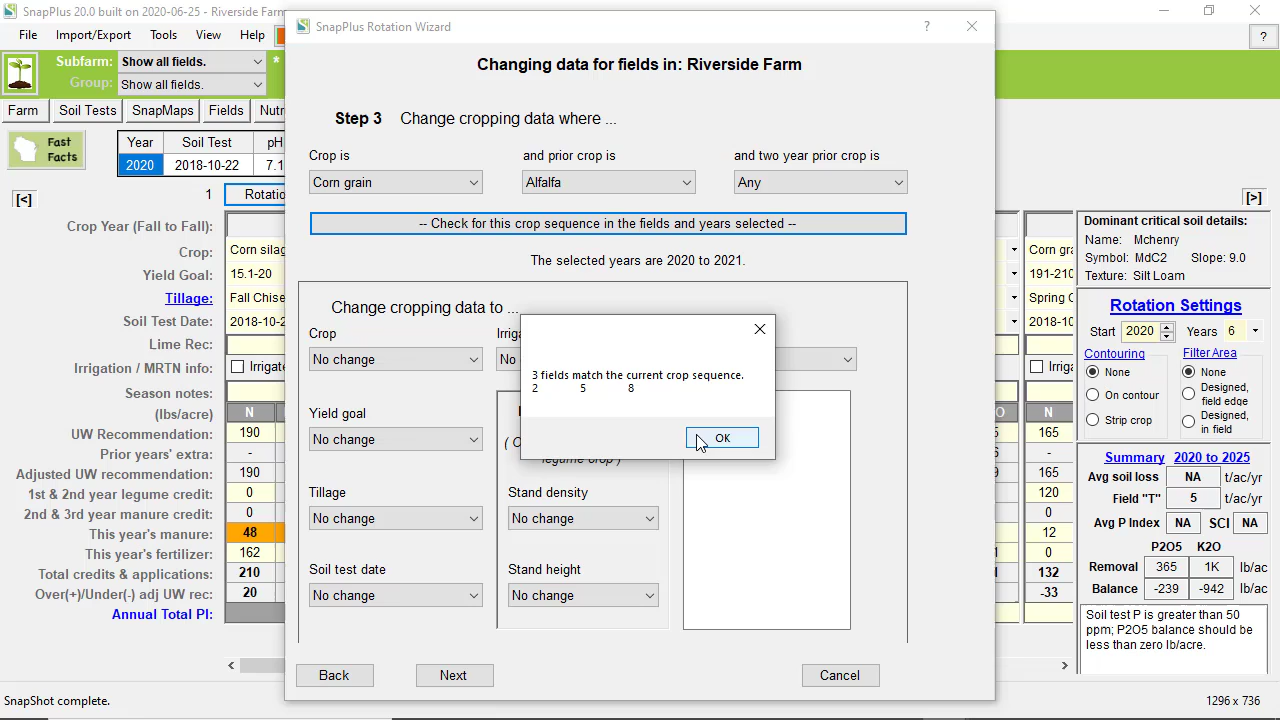 SnapPlus 20.0 built on 2020-06-25 - Riverside Farm
File Import/Export Tools View Help
?
Subfarm: Show all fields. *
Group: Show all fields.
Farm Soil Tests SnapMaps Fields Nutr
Fast Facts
Year Soil Test pH
2020 2018-10-22 7.1
[<] 1 Rotatio [>]
Crop Year (Fall to Fall):
Crop: Corn silag Corn gra
Yield Goal: 15.1-20 191-210
Tillage: Fall Chise Spring C
Soil Test Date: 2018-10-2 2018-10
Lime Rec:
Irrigation / MRTN info: Irrigate Irrigat
Season notes:
(lbs/acre) N O N
UW Recommendation: 190 165
Prior years' extra: - -
Adjusted UW recommendation: 190 165
1st & 2nd year legume credit: 0 120
2nd & 3rd year manure credit: 0 0
This year's manure: 48 12
This year's fertilizer: 162 0
Total credits & applications: 210 132
Over(+)/Under(-) adj UW rec: 20 -33
Annual Total PI:
SnapPlus Rotation Wizard ?
Changing data for fields in: Riverside Farm
Step 3 Change cropping data where ...
Crop is and prior crop is and two year prior crop is
Corn grain Alfalfa Any
-- Check for this crop sequence in the fields and years selected --
The selected years are 2020 to 2021.
Change cropping data to ...
Crop Irriga
No change No
Yield goal
No change
Tillage
No change
Soil test date
No change
( O
legume crop )
Stand density
No change
Stand height
No change
3 fields match the current crop sequence.
2 5 8
OK
Back Next Cancel
Dominant critical soil details:
Name: Mchenry
Symbol: MdC2 Slope: 9.0
Texture: Silt Loam
Rotation Settings
Start 2020 Years 6
Contouring Filter Area
None None
On contour Designed, field edge
Strip crop Designed, in field
Summary 2020 to 2025
Avg soil loss NA t/ac/yr
Field "T" 5 t/ac/yr
Avg P Index NA SCI NA
P2O5 K2O
Removal 365 1K lb/ac
Balance -239 -942 lb/ac
Soil test P is greater than 50
ppm; P2O5 balance should be
less than zero lb/acre.
SnapShot complete. 1296 x 736